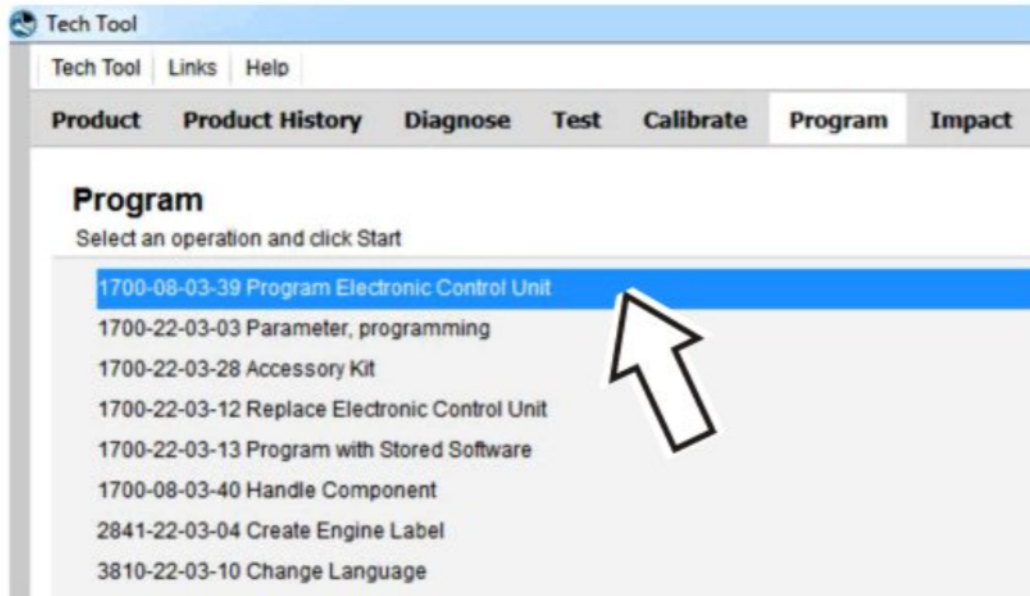 Tech Tool
Tech Tool Links Help
Product Product History Diagnose Test Calibrate Program Impact
Program
Select an operation and click Start
1700-08-03-39 Program Electronic Control Unit
1700-22-03-03 Parameter, programming
1700-22-03-28 Accessory Kit
1700-22-03-12 Replace Electronic Control Unit
1700-22-03-13 Program with Stored Software
1700-08-03-40 Handle Component
2841-22-03-04 Create Engine Label
3810-22-03-10 Change Language